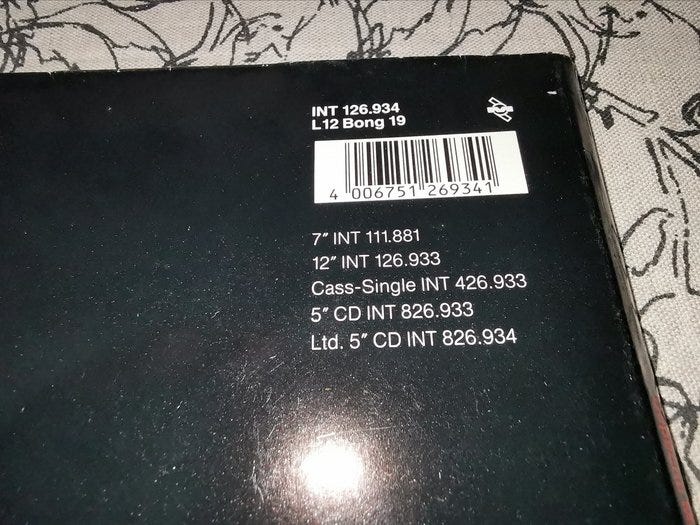 INT 126.934
L12 Bong 19
4 006751 269341
7″ INT 111.881
12″ INT 126.933
Cass-Single INT 426.933
5″ CD INT 826.933
Ltd. 5″ CD INT 826.934